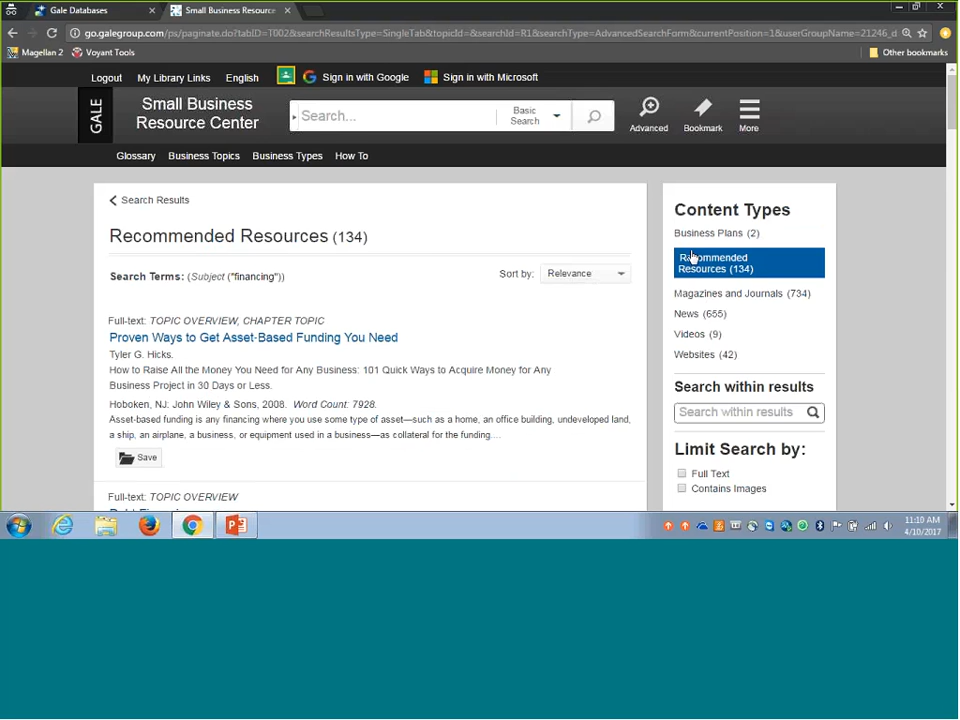 Gale Databases
Small Business Resource
go.galegroup.com/ps/paginate.do?tabID=T002&searchResultsType=SingleTab&topicId=&searchId=R1&searchType=AdvancedSearchForm&currentPosition=1&userGroupName=21246_d
Magellan 2 Voyant Tools Other bookmarks
Logout My Library Links English Sign in with Google Sign in with Microsoft
GALE
Small Business
Resource Center
Search...
Basic
Search
Advanced Bookmark More
Glossary Business Topics Business Types How To
Search Results
Recommended Resources (134)
Search Terms: (Subject ("financing"))
Sort by: Relevance
Full-text: TOPIC OVERVIEW, CHAPTER TOPIC
Proven Ways to Get Asset-Based Funding You Need
Tyler G. Hicks.
How to Raise All the Money You Need for Any Business: 101 Quick Ways to Acquire Money for Any
Business Project in 30 Days or Less.
Hoboken, NJ: John Wiley & Sons, 2008. Word Count: 7928.
Asset-based funding is any financing where you use some type of asset—such as a home, an office building, undeveloped land,
a ship, an airplane, a business, or equipment used in a business—as collateral for the funding....
Save
Full-text: TOPIC OVERVIEW
Content Types
Business Plans (2)
Recommended
Resources (134)
Magazines and Journals (734)
News (655)
Videos (9)
Websites (42)
Search within results
Search within results
Limit Search by:
Full Text
Contains Images
11:10 AM
4/10/2017